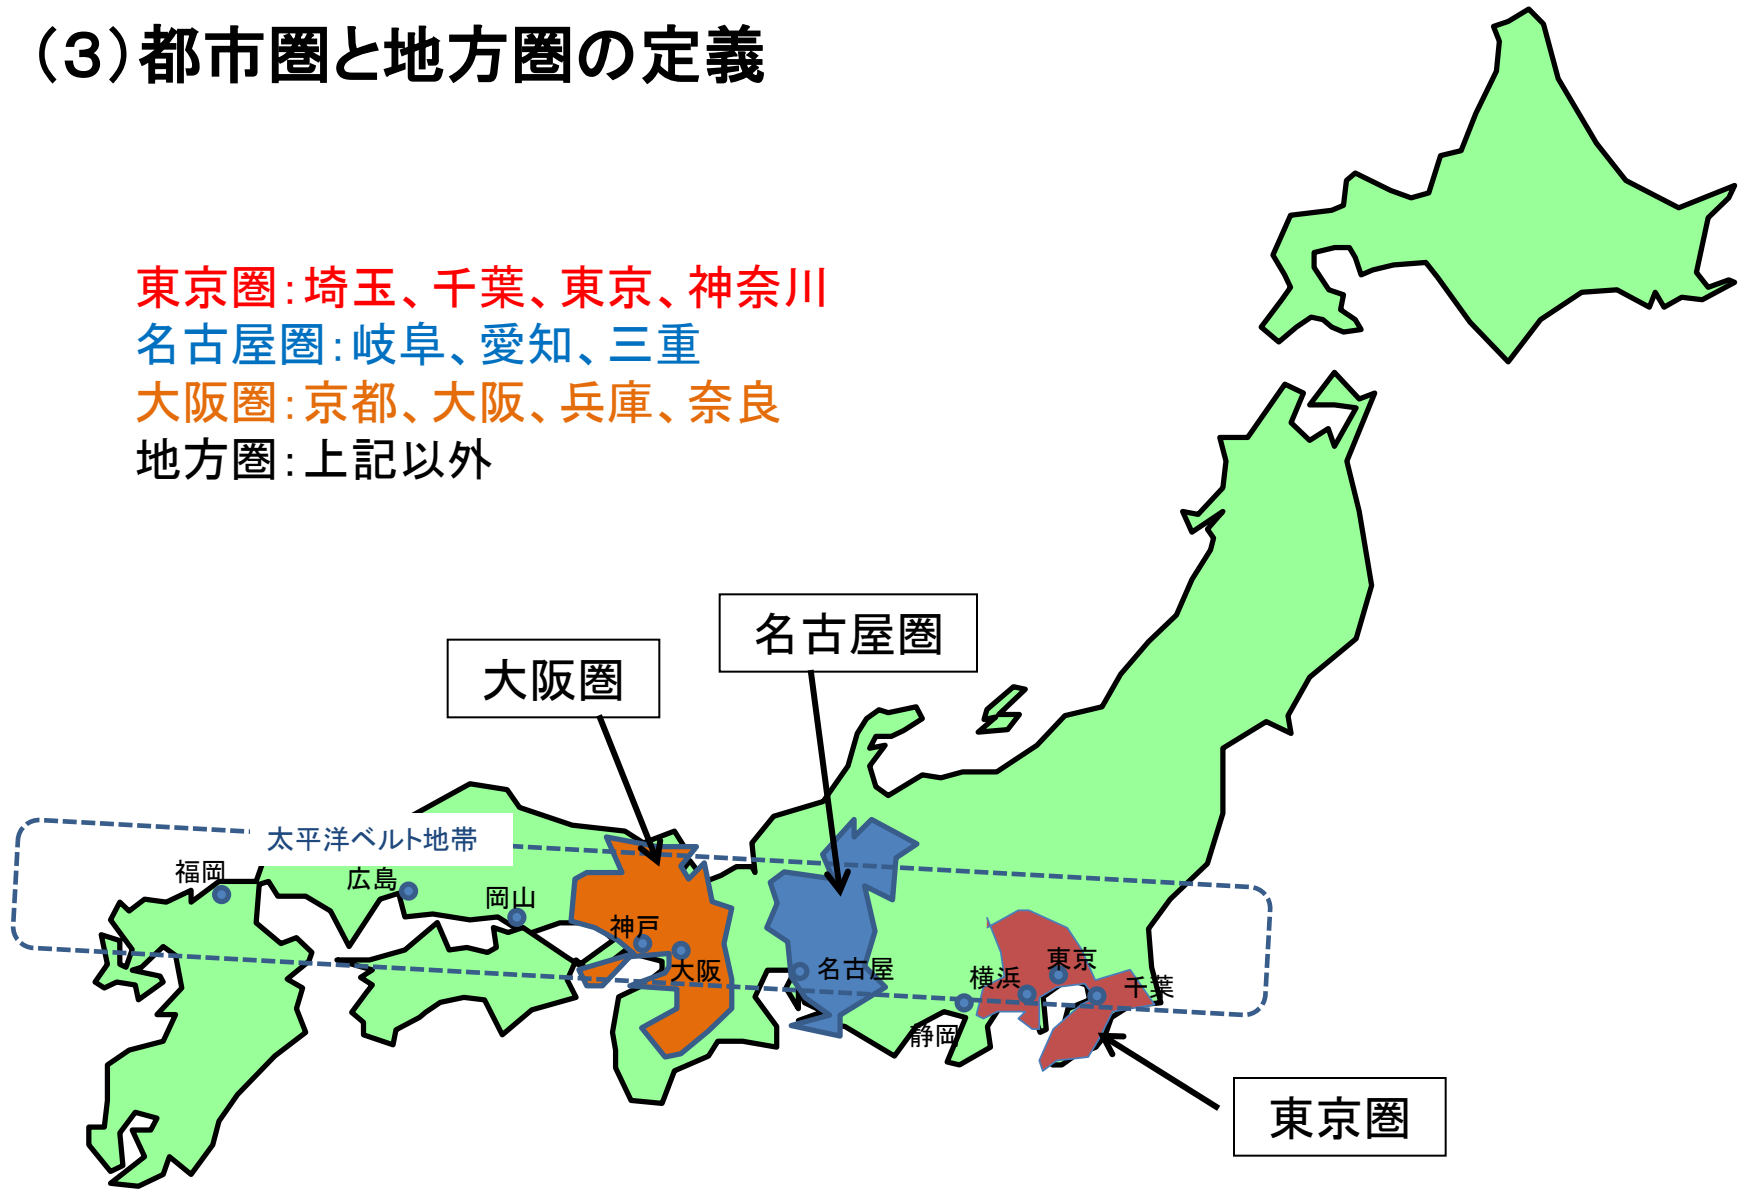 （３）都市圏と地方圏の定義
東京圏：埼玉、千葉、東京、神奈川
名古屋圏：岐阜、愛知、三重
大阪圏：京都、大阪、兵庫、奈良
地方圏：上記以外
名古屋圏
大阪圏
太平洋ベルト地帯
福岡
広島
岡山
神戸
大阪
名古屋
静岡
横浜
東京
千葉
東京圏